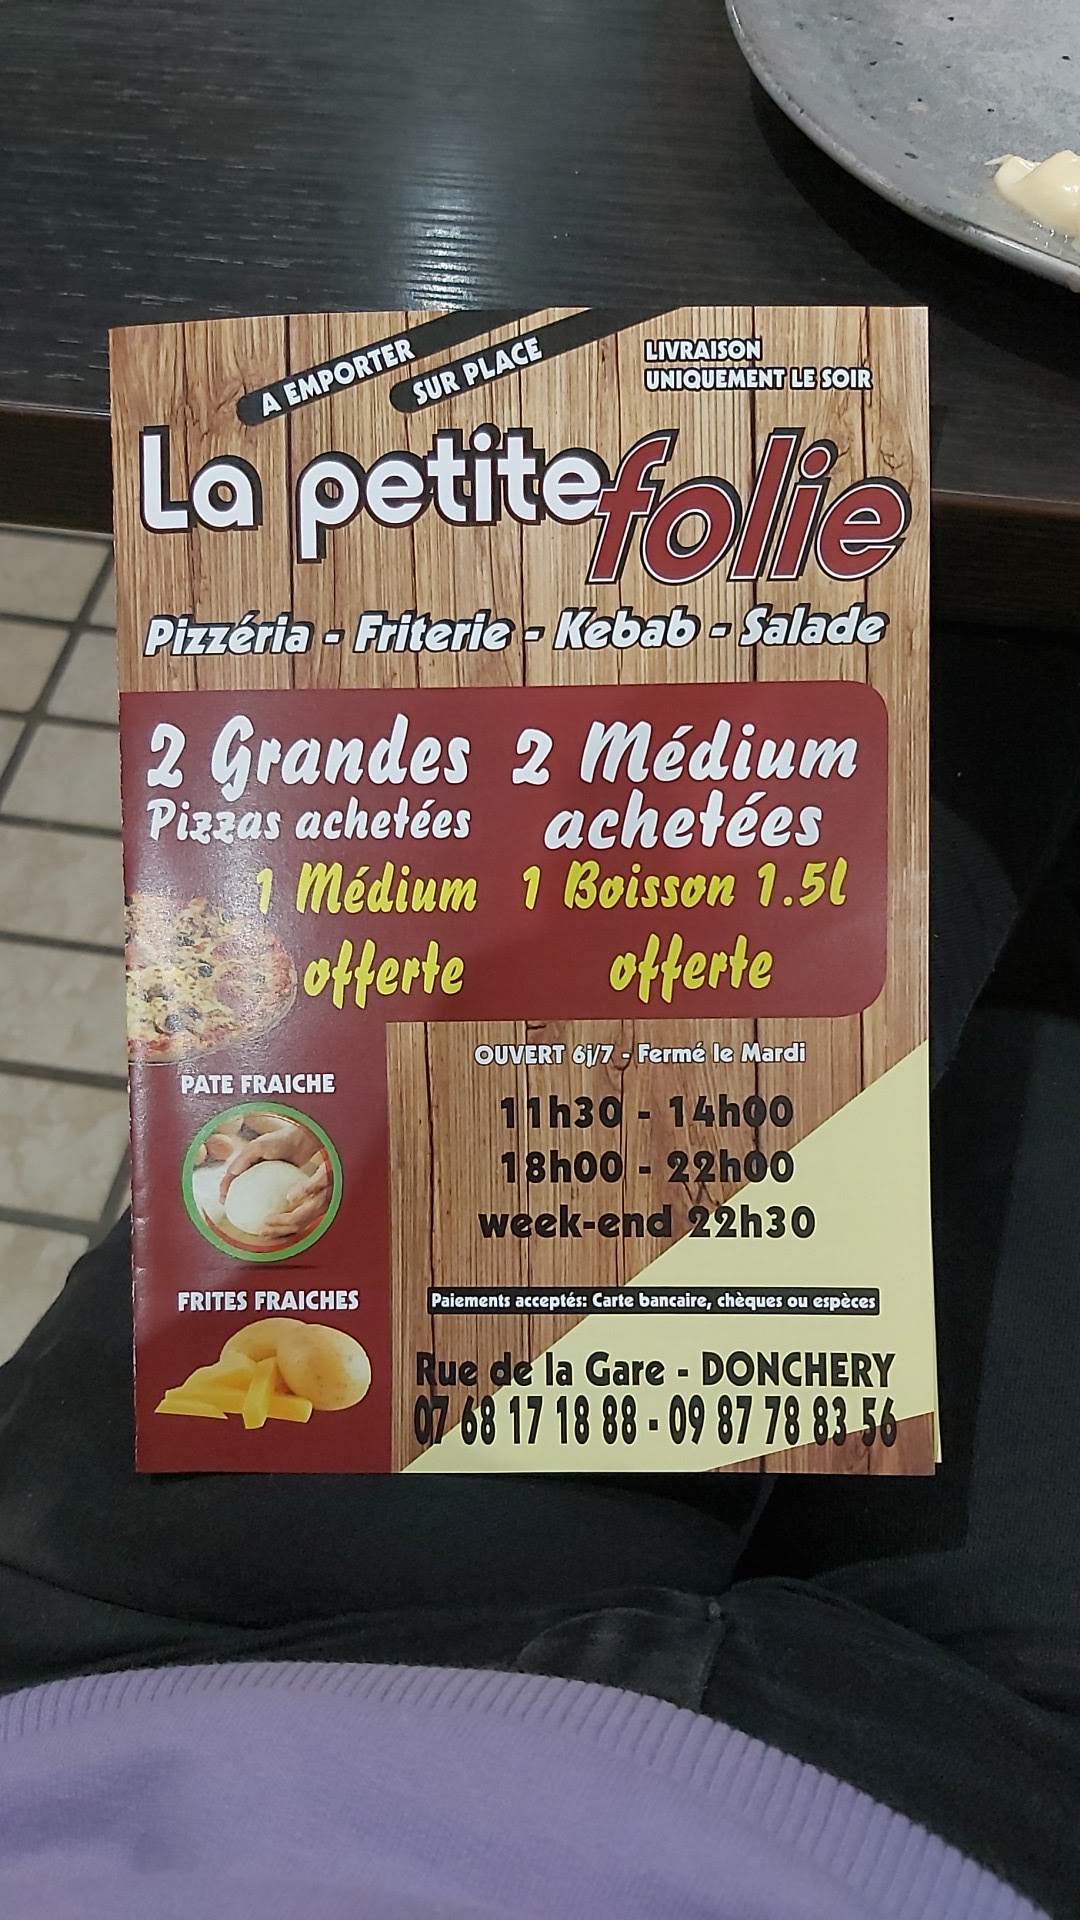 A EMPORTER
SUR PLACE
LIVRAISON
UNIQUEMENT LE SOIR
La petite folie
Pizzéria - Friterie - Kebab - Salade
2 Grandes
Pizzas achetées
1 Médium
offerte
2 Médium
achetées
1 Boisson 1.5l
offerte
PATE FRAICHE
FRITES FRAICHES
OUVERT 6j/7 - Fermé le Mardi
11h30 - 14h00
18h00 - 22h00
week-end 22h30
Paiements acceptés: Carte bancaire, chèques ou espèces
Rue de la Gare - DONCHERY
07 68 17 18 88 - 09 87 78 83 56